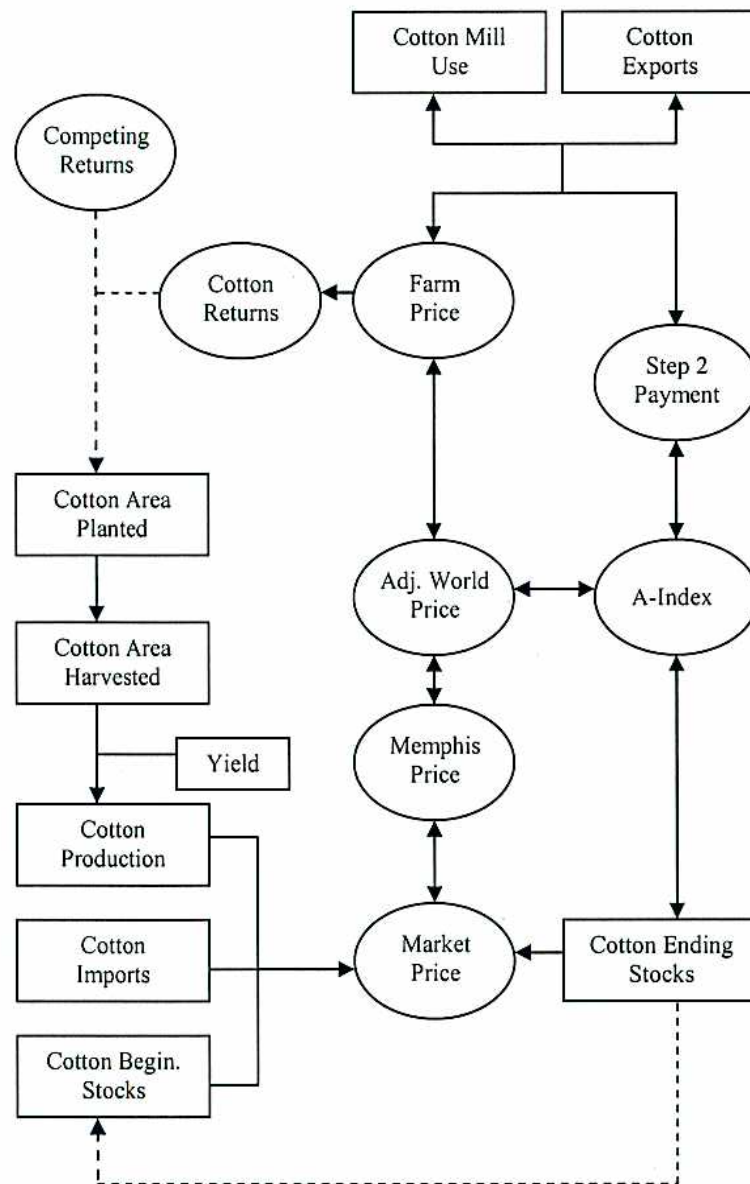 Cotton Mill
Use
Cotton
Exports
Competing
Returns
Cotton
Returns
Farm
Price
Step 2
Payment
Cotton Area
Planted
Adj. World
Price
A-Index
Cotton Area
Harvested
Yield
Memphis
Price
Cotton
Production
Cotton
Imports
Market
Price
Cotton Ending
Stocks
Cotton Begin.
Stocks